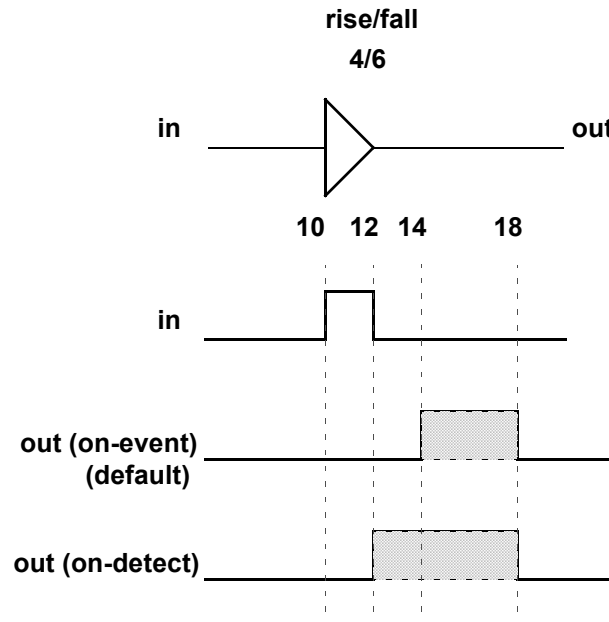 rise/fall
4/6
in
out
10 12 14 18
in
out (on-event)
(default)
out (on-detect)